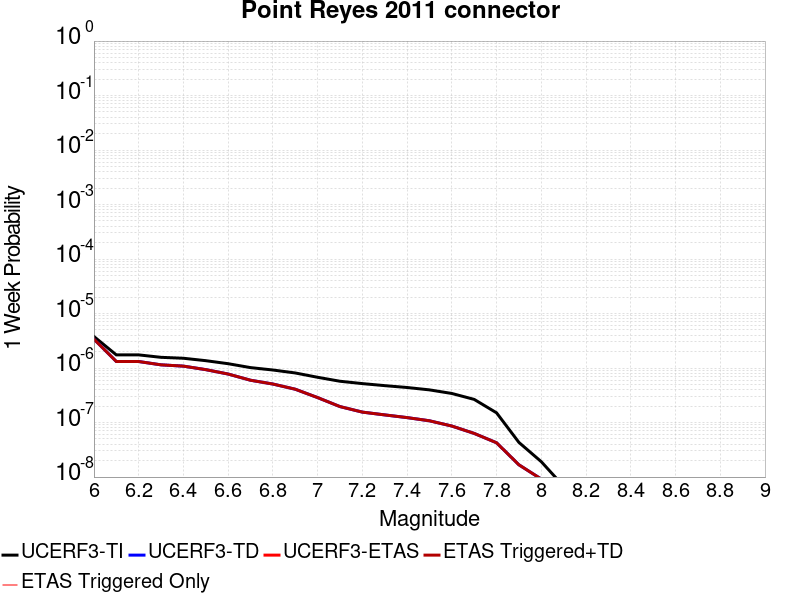 Point Reyes 2011 connector
10^0
10^-1
10^-2
10^-3
10^-4
10^-5
10^-6
10^-7
10^-8
1 Week Probability
6 6.2 6.4 6.6 6.8 7 7.2 7.4 7.6 7.8 8 8.2 8.4 8.6 8.8 9
Magnitude
UCERF3-TI UCERF3-TD UCERF3-ETAS ETAS Triggered+TD
ETAS Triggered Only